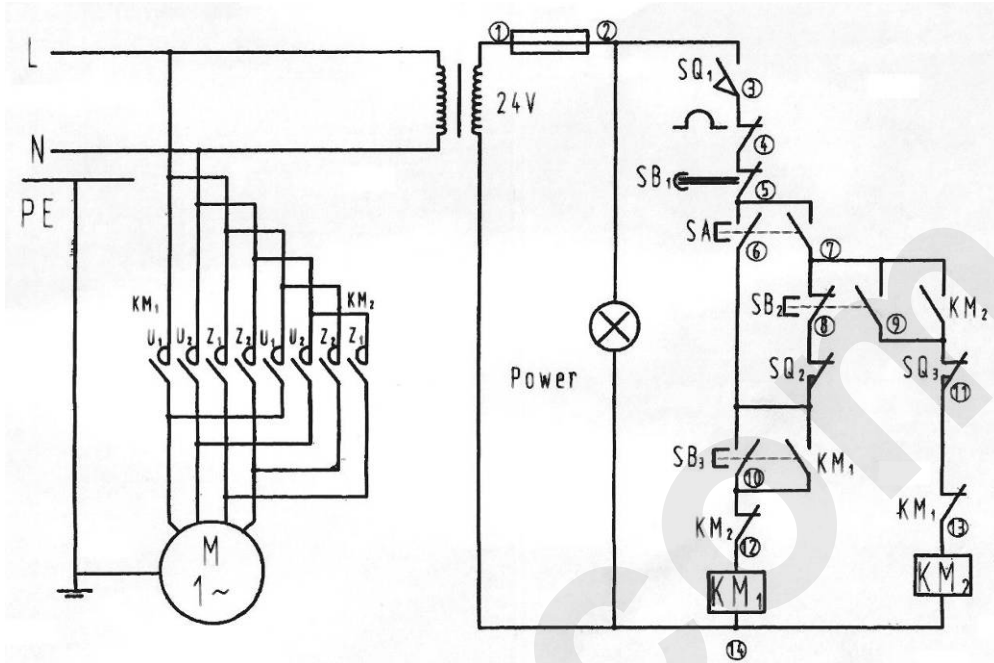 L
N
PE
① ②
24V
SQ₁ ③
④
SB₁ ⑤
SA ⑥ ⑦
SB₂ ⑧ ⑨ KM₂
SQ₂ SQ₃ ⑪
KM₁ KM₂
U₁ U₂ Z₁ Z₂ U₁ U₂ Z₂ Z₁
Power
SB₃ ⑩ KM₁
KM₂ ⑫ KM₁ ⑬
KM₁ KM₂
⑭
M
1~
com